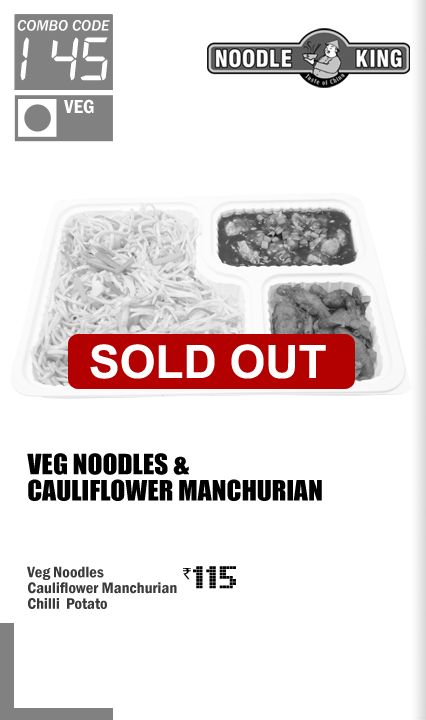 COMBO CODE
145
VEG
NOODLE KING
Taste of China
SOLD OUT
VEG NOODLES &
CAULIFLOWER MANCHURIAN
Veg Noodles
Cauliflower Manchurian
Chilli Potato
₹115